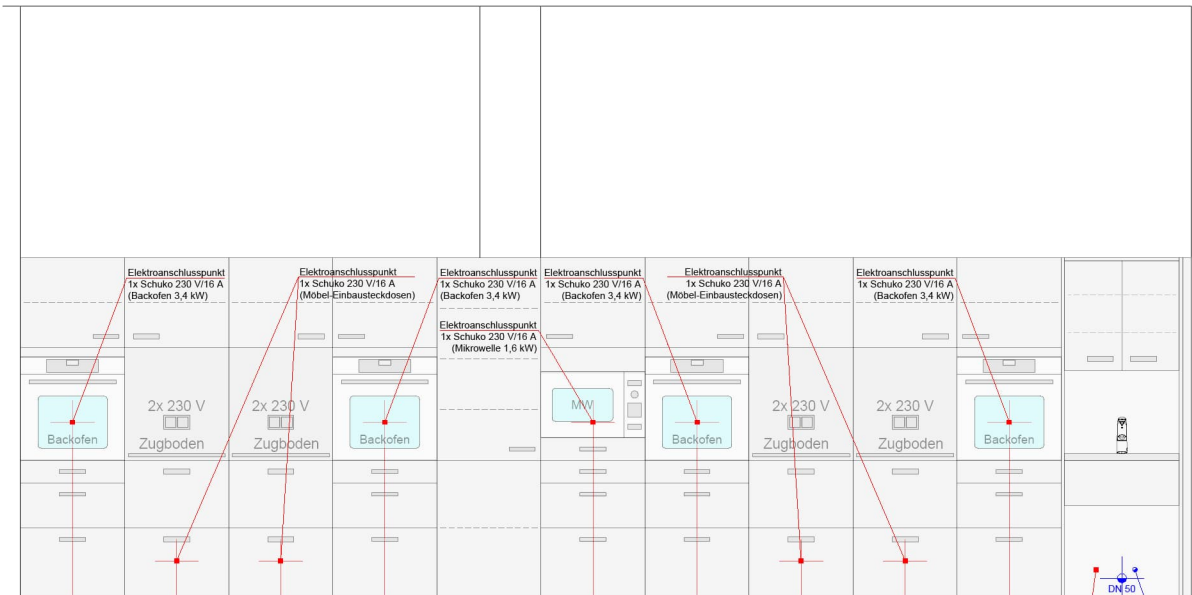 Elektroanschlusspunkt
1x Schuko 230 V/16 A
(Backofen 3,4 kW)
Elektroanschlusspunkt
1x Schuko 230 V/16 A
(Möbel-Einbausteckdosen)
Elektroanschlusspunkt
1x Schuko 230 V/16 A
(Backofen 3,4 kW)
Elektroanschlusspunkt
1x Schuko 230 V/16 A
(Mikrowelle 1,6 kW)
Elektroanschlusspunkt
1x Schuko 230 V/16 A
(Backofen 3,4 kW)
Elektroanschlusspunkt
1x Schuko 230 V/16 A
(Möbel-Einbausteckdosen)
Elektroanschlusspunkt
1x Schuko 230 V/16 A
(Backofen 3,4 kW)
Backofen
2x 230 V
Zugboden
2x 230 V
Zugboden
Backofen
MW
Backofen
2x 230 V
Zugboden
2x 230 V
Zugboden
Backofen
DN 50